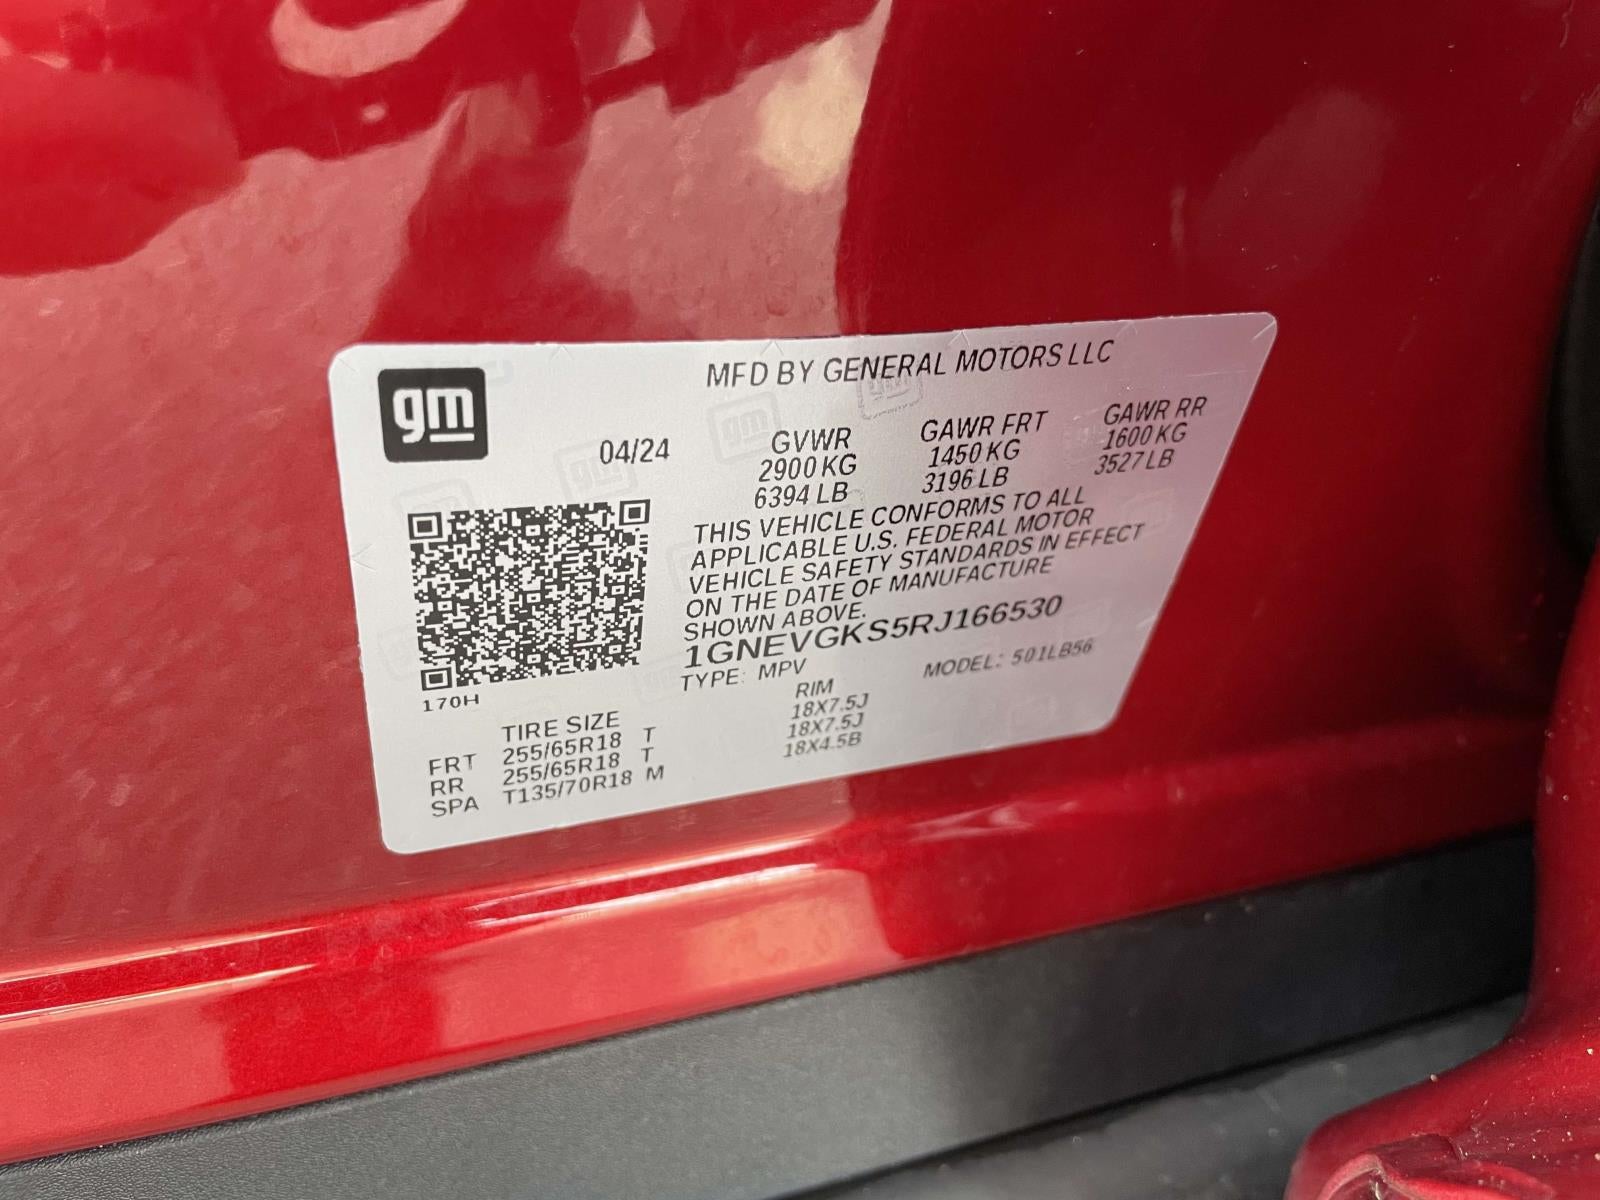 gm
MFD BY GENERAL MOTORS LLC
04/24
GVWR
2900 KG
6394 LB
GAWR FRT
1450 KG
3196 LB
GAWR RR
1600 KG
3527 LB
THIS VEHICLE CONFORMS TO ALL
APPLICABLE U.S. FEDERAL MOTOR
VEHICLE SAFETY STANDARDS IN EFFECT
ON THE DATE OF MANUFACTURE
SHOWN ABOVE.
1GNEVGKS5RJ166530
TYPE: MPV MODEL: 501LB56
170H
TIRE SIZE RIM
FRT 255/65R18 T 18X7.5J
RR 255/65R18 T 18X7.5J
SPA T135/70R18 M 18X4.5B